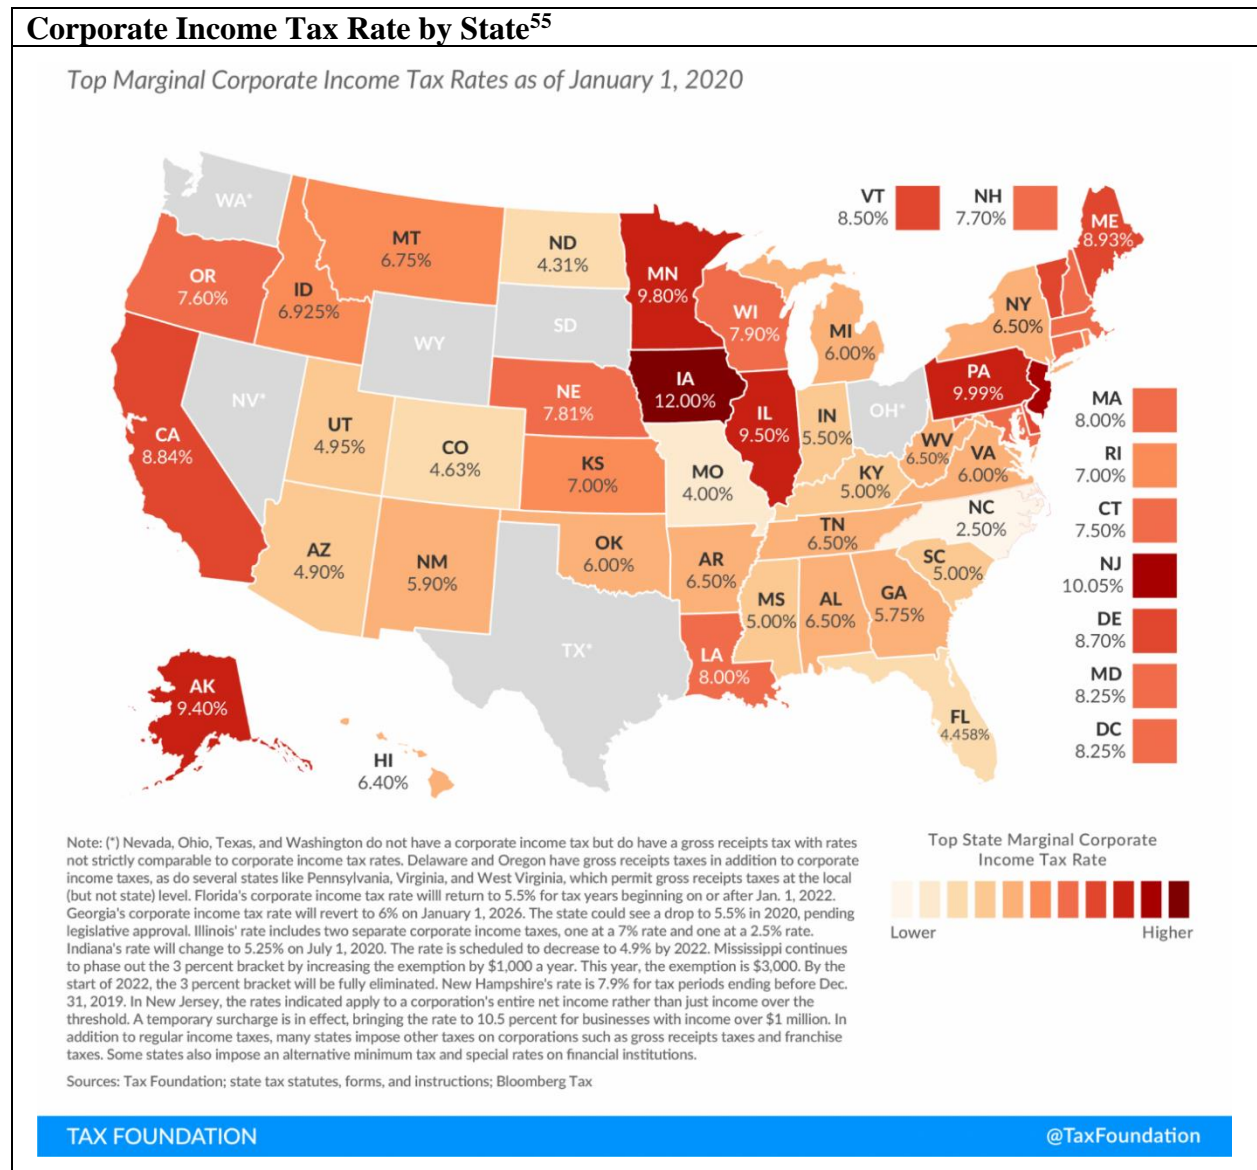 Corporate Income Tax Rate by State55
Top Marginal Corporate Income Tax Rates as of January 1, 2020
WA*
OR
7.60%
ID
6.925%
MT
6.75%
ND
4.31%
MN
9.80%
SD
WY
NV*
CA
8.84%
UT
4.95%
CO
4.63%
NE
7.81%
IA
12.00%
WI
7.90%
MI
6.00%
IL
9.50%
IN
5.50%
OH*
PA
9.99%
NY
6.50%
VT
8.50%
NH
7.70%
ME
8.93%
KS
7.00%
MO
4.00%
KY
5.00%
WV
6.50%
VA
6.00%
NC
2.50%
TN
6.50%
SC
5.00%
AZ
4.90%
NM
5.90%
OK
6.00%
AR
6.50%
MS
5.00%
AL
6.50%
GA
5.75%
TX*
LA
8.00%
FL
4.458%
AK
9.40%
HI
6.40%
MA
8.00%
RI
7.00%
CT
7.50%
NJ
10.05%
DE
8.70%
MD
8.25%
DC
8.25%
Note: (*) Nevada, Ohio, Texas, and Washington do not have a corporate income tax but do have a gross receipts tax with rates
not strictly comparable to corporate income tax rates. Delaware and Oregon have gross receipts taxes in addition to corporate
income taxes, as do several states like Pennsylvania, Virginia, and West Virginia, which permit gross receipts taxes at the local
(but not state) level. Florida's corporate income tax rate willl return to 5.5% for tax years beginning on or after Jan. 1, 2022.
Georgia's corporate income tax rate will revert to 6% on January 1, 2026. The state could see a drop to 5.5% in 2020, pending
legislative approval. Illinois' rate includes two separate corporate income taxes, one at a 7% rate and one at a 2.5% rate.
Indiana's rate will change to 5.25% on July 1, 2020. The rate is scheduled to decrease to 4.9% by 2022. Mississippi continues
to phase out the 3 percent bracket by increasing the exemption by $1,000 a year. This year, the exemption is $3,000. By the
start of 2022, the 3 percent bracket will be fully eliminated. New Hampshire's rate is 7.9% for tax periods ending before Dec.
31, 2019. In New Jersey, the rates indicated apply to a corporation's entire net income rather than just income over the
threshold. A temporary surcharge is in effect, bringing the rate to 10.5 percent for businesses with income over $1 million. In
addition to regular income taxes, many states impose other taxes on corporations such as gross receipts taxes and franchise
taxes. Some states also impose an alternative minimum tax and special rates on financial institutions.
Sources: Tax Foundation; state tax statutes, forms, and instructions; Bloomberg Tax
Top State Marginal Corporate
Income Tax Rate
Lower
Higher
TAX FOUNDATION
@TaxFoundation